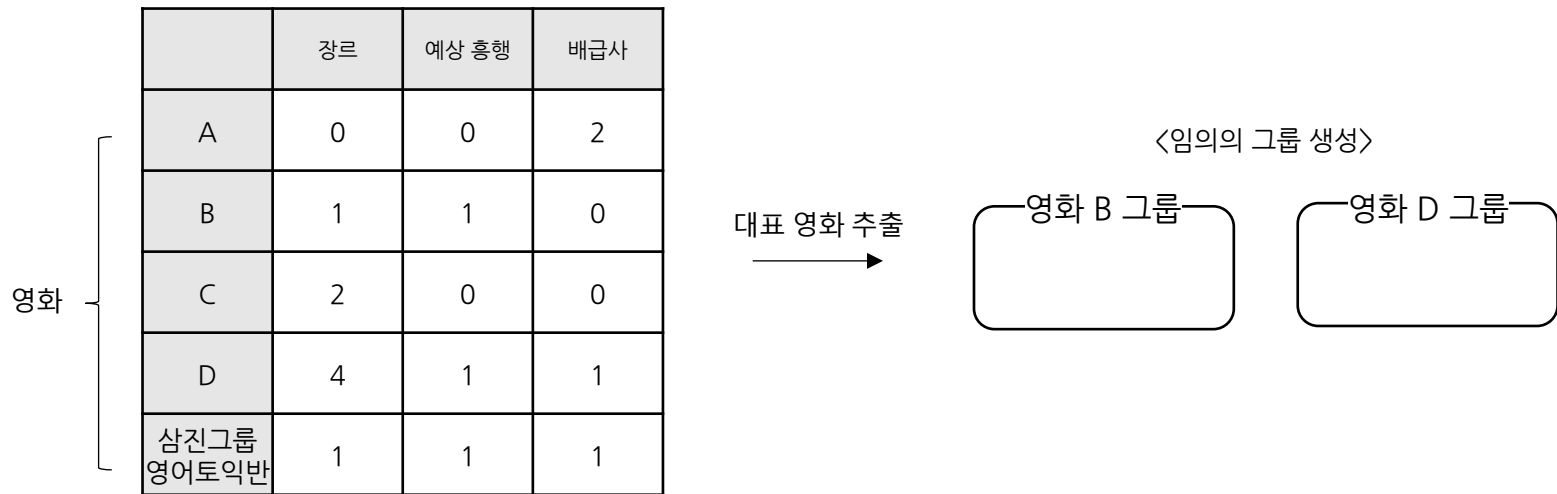 장르 예상 흥행 배급사
A 0 0 2
B 1 1 0
C 2 0 0
D 4 1 1
삼진그룹
영어토익반 1 1 1
영화
대표 영화 추출
<임의의 그룹 생성>
영화 B 그룹 영화 D 그룹